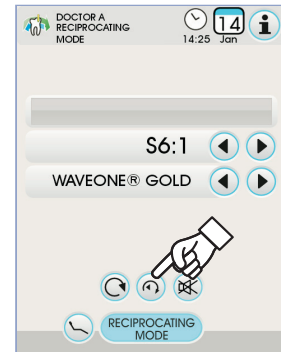 DOCTOR A
RECIPROCATING
MODE
14:25
14
Jan
i
S6:1
WAVEONE® GOLD
RECIPROCATING
MODE